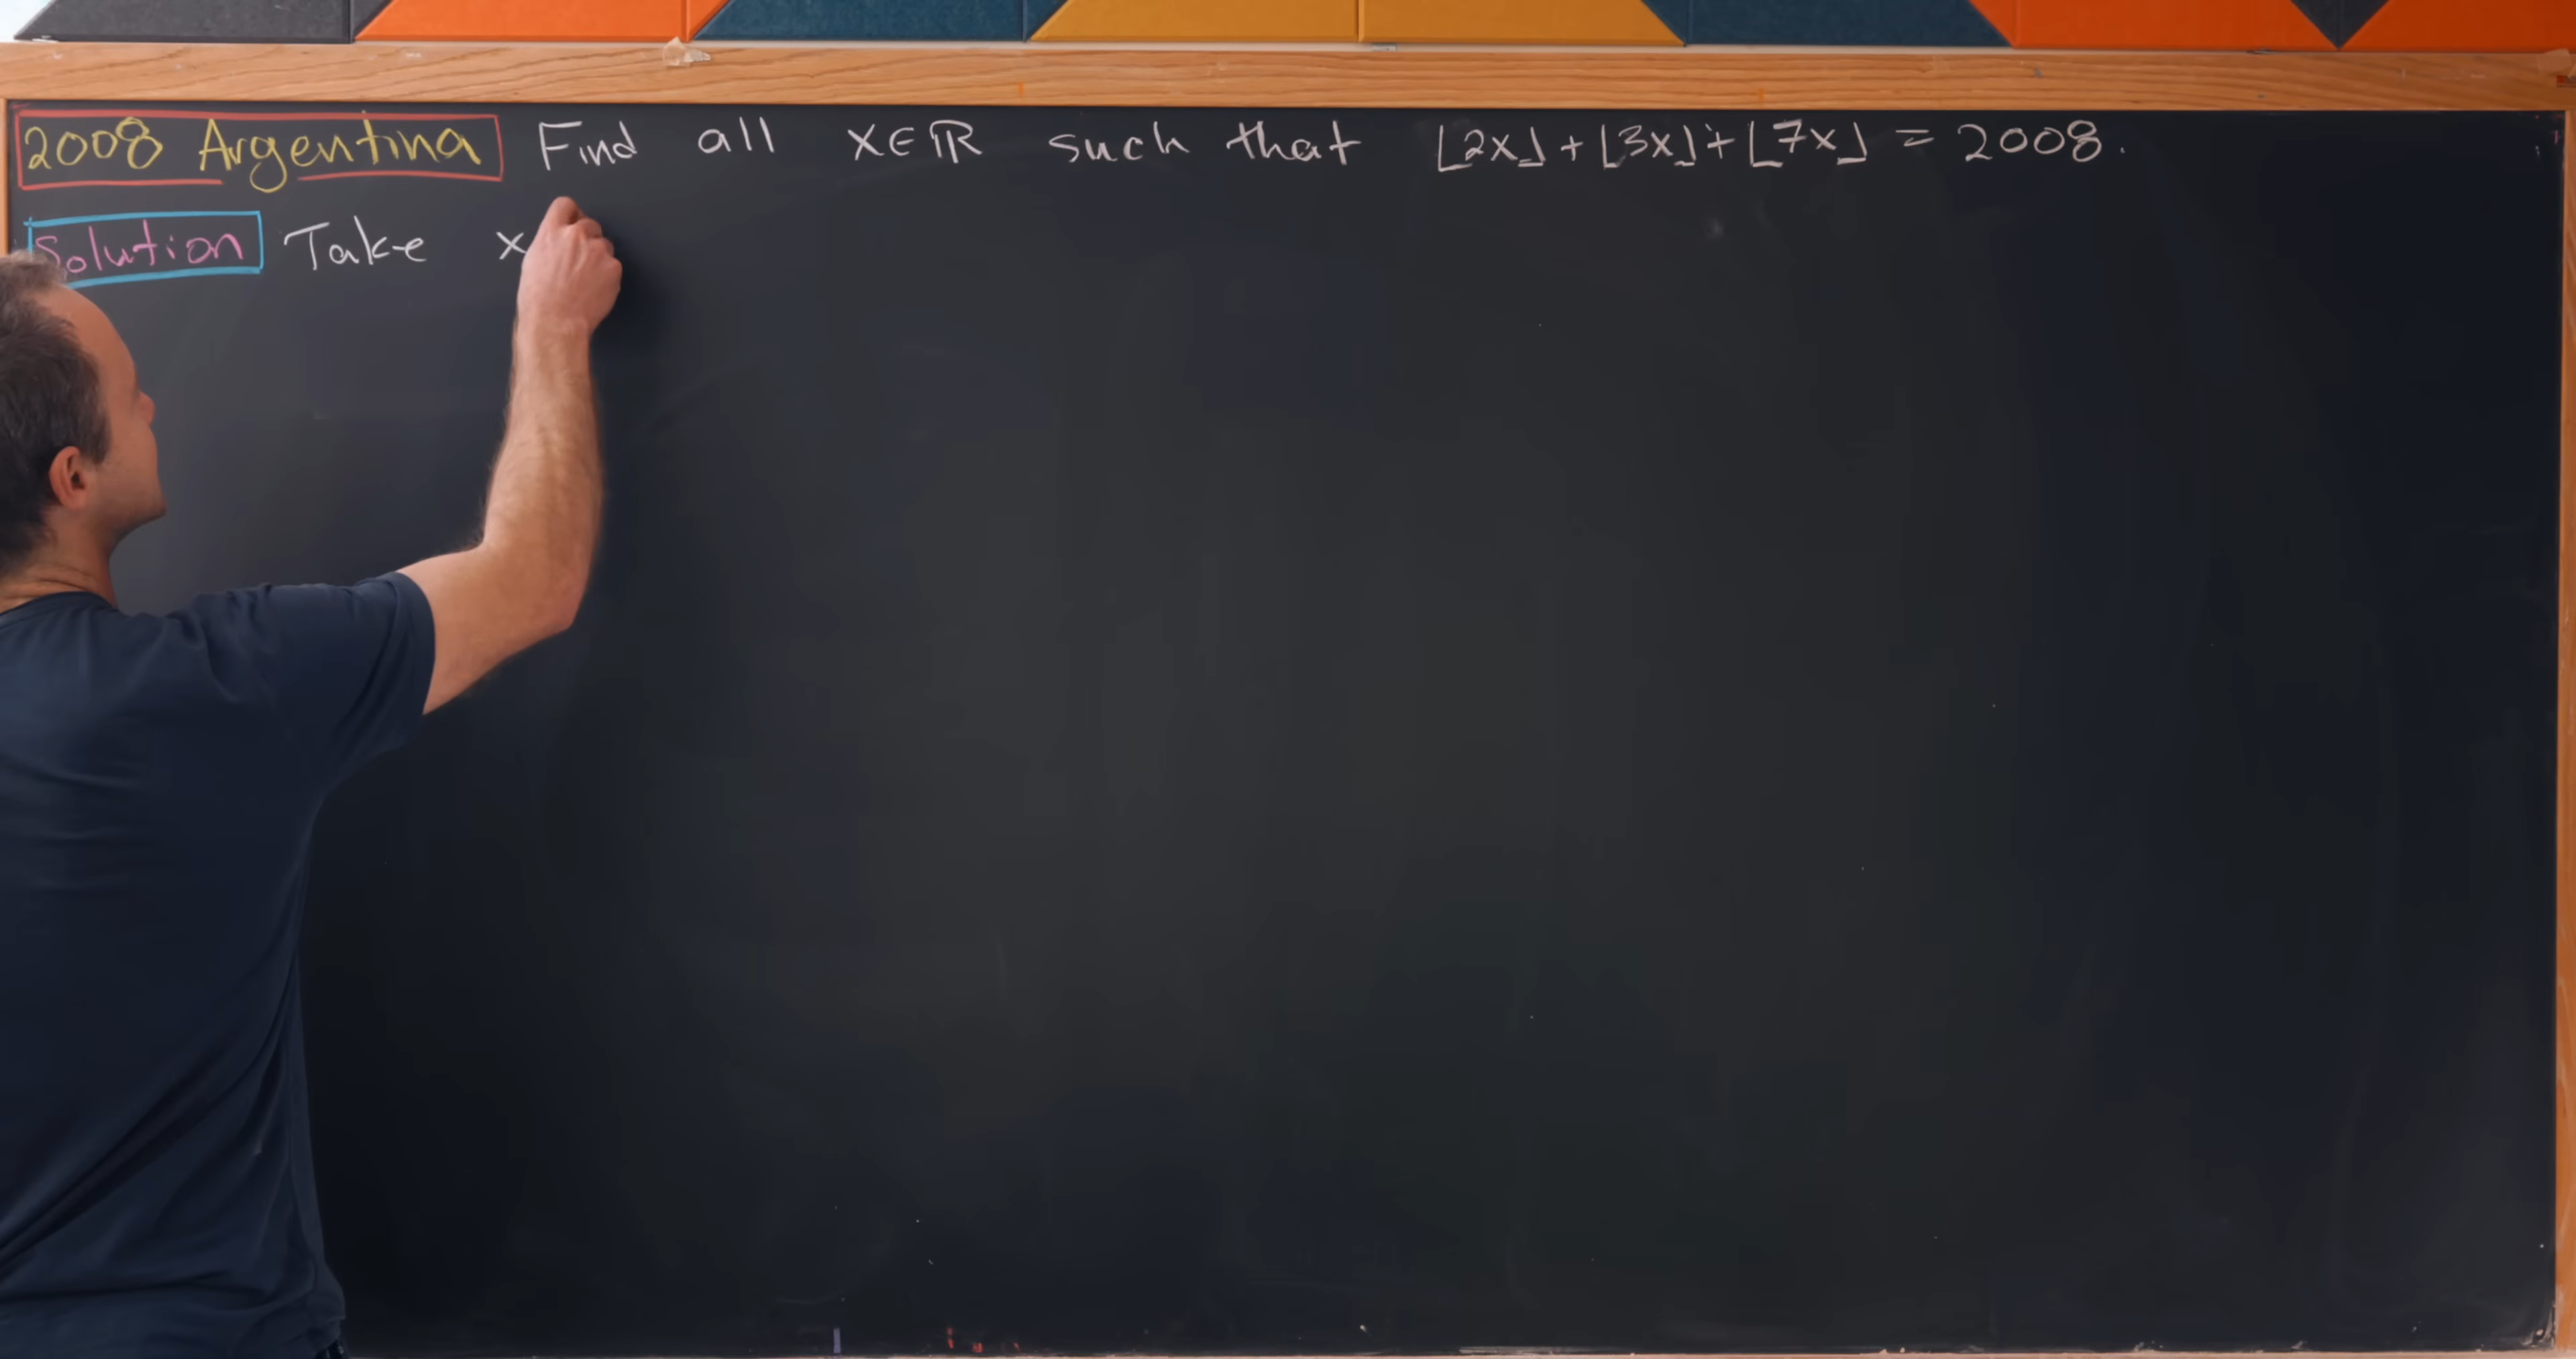 2008 Argentina Find all x∈ℝ such that ⌊2x⌋+⌊3x⌋+⌊7x⌋ = 2008.
Solution Take x